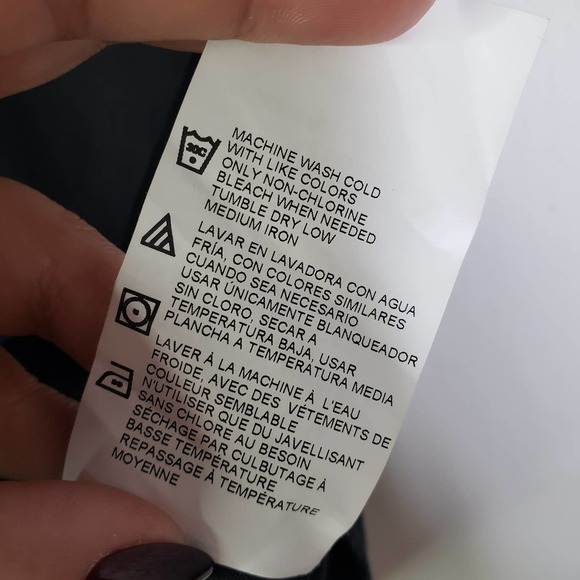 30C
MACHINE WASH COLD
WITH LIKE COLORS
ONLY NON-CHLORINE
BLEACH WHEN NEEDED
TUMBLE DRY LOW
MEDIUM IRON
LAVAR EN LAVADORA CON AGUA
FRÍA, CON COLORES SIMILARES
CUANDO SEA NECESARIO
USAR ÚNICAMENTE BLANQUEADOR
SIN CLORO, SECAR A
TEMPERATURA BAJA, USAR
PLANCHA A TEMPERATURA MEDIA
LAVER À LA MACHINE À L'EAU
FROIDE, AVEC DES VÉTEMENTS DE
COULEUR SEMBLABLE
N'UTILISER QUE DU JAVELLISANT
SANS CHLORE AU BESOIN
SÉCHAGE PAR CULBUTAGE À
BASSE TEMPÉRATURE
REPASSAGE À TEMPÉRATURE
MOYENNE